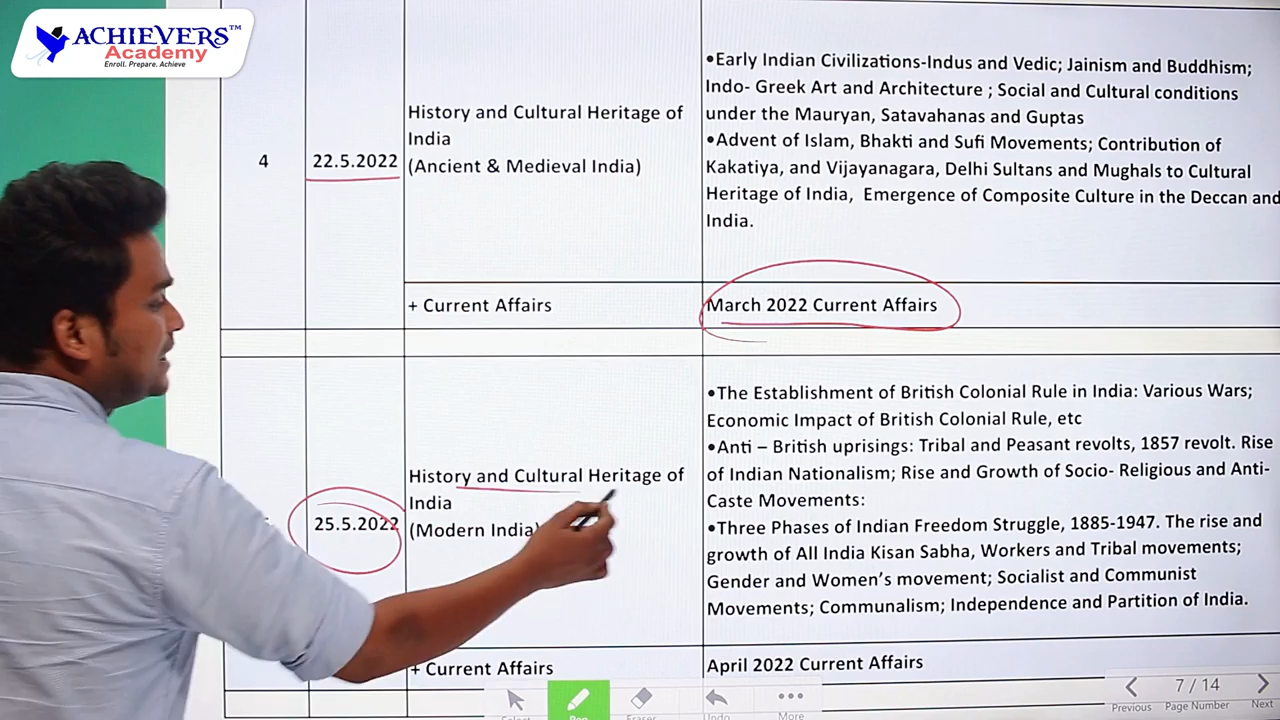 ACHIEVERS™
Academy
Enroll. Prepare. Achieve
4
22.5.2022
History and Cultural Heritage of
India
(Ancient & Medieval India)
•Early Indian Civilizations-Indus and Vedic; Jainism and Buddhism;
Indo- Greek Art and Architecture ; Social and Cultural conditions
under the Mauryan, Satavahanas and Guptas
•Advent of Islam, Bhakti and Sufi Movements; Contribution of
Kakatiya, and Vijayanagara, Delhi Sultans and Mughals to Cultural
Heritage of India, Emergence of Composite Culture in the Deccan and
India.
+ Current Affairs
March 2022 Current Affairs
25.5.2022
History and Cultural Heritage of
India
(Modern India)
•The Establishment of British Colonial Rule in India: Various Wars;
Economic Impact of British Colonial Rule, etc
•Anti – British uprisings: Tribal and Peasant revolts, 1857 revolt. Rise
of Indian Nationalism; Rise and Growth of Socio- Religious and Anti-
Caste Movements:
•Three Phases of Indian Freedom Struggle, 1885-1947. The rise and
growth of All India Kisan Sabha, Workers and Tribal movements;
Gender and Women's movement; Socialist and Communist
Movements; Communalism; Independence and Partition of India.
+ Current Affairs
April 2022 Current Affairs
Select
Pen
Eraser
Undo
More
7 / 14
Previous
Page Number
Next